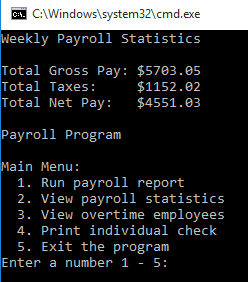 C:\Windows\system32\cmd.exe
Weekly Payroll Statistics
Total Gross Pay: $5703.05
Total Taxes:     $1152.02
Total Net Pay:   $4551.03
Payroll Program
Main Menu:
  1. Run payroll report
  2. View payroll statistics
  3. View overtime employees
  4. Print individual check
  5. Exit the program
Enter a number 1 - 5: